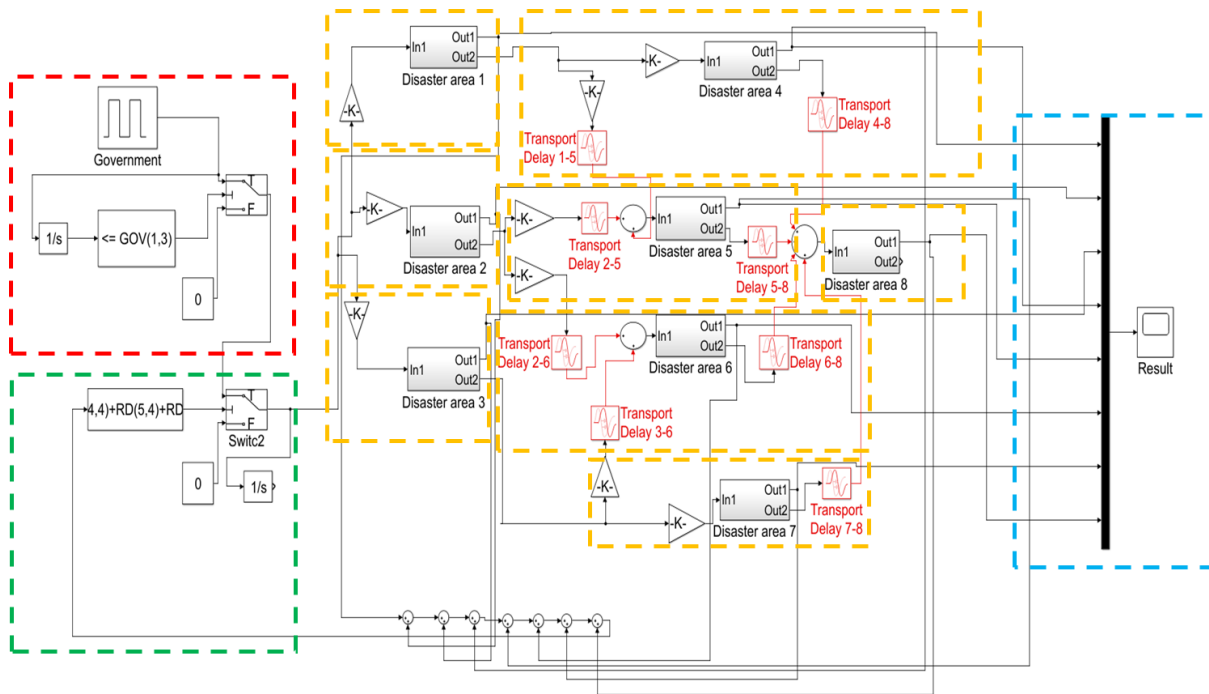 In1
Out1
Out2
Disaster area 1
-K-
-K-
-K-
In1
Out1
Out2
Disaster area 4
Transport
Delay 4-8
Transport
Delay 1-5
Government
T
F
1/s
<= GOV(1,3)
0
-K-
In1
Out1
Out2
Disaster area 2
-K-
-K-
Transport
Delay 2-5
In1
Out1
Out2
Disaster area 5
Transport
Delay 5-8
In1
Out1
Out2
Disaster area 8
-K-
In1
Out1
Out2
Disaster area 3
Transport
Delay 2-6
In1
Out1
Out2
Disaster area 6
Transport
Delay 6-8
Transport
Delay 3-6
Result
4,4)+RD(5,4)+RD
T
F
Switc2
0
1/s
-K-
-K-
In1
Out1
Out2
Disaster area 7
Transport
Delay 7-8